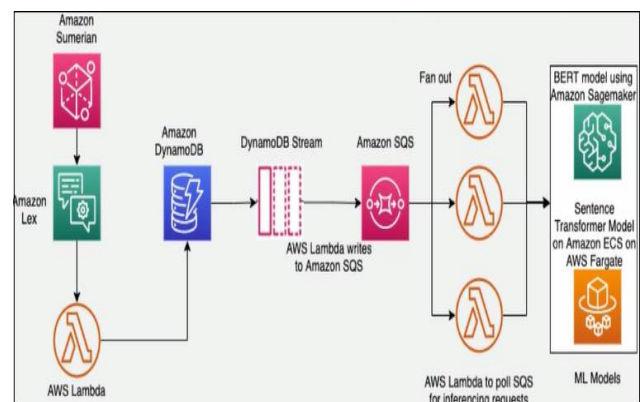 Amazon
Sumerian
Amazon
Lex
AWS Lambda
Amazon
DynamoDB
DynamoDB Stream
AWS Lambda writes
to Amazon SQS
Amazon SQS
Fan out
AWS Lambda to poll SQS
for inferencing requests
BERT model using
Amazon Sagemaker
Sentence
Transformer Model
on Amazon ECS on
AWS Fargate
ML Models